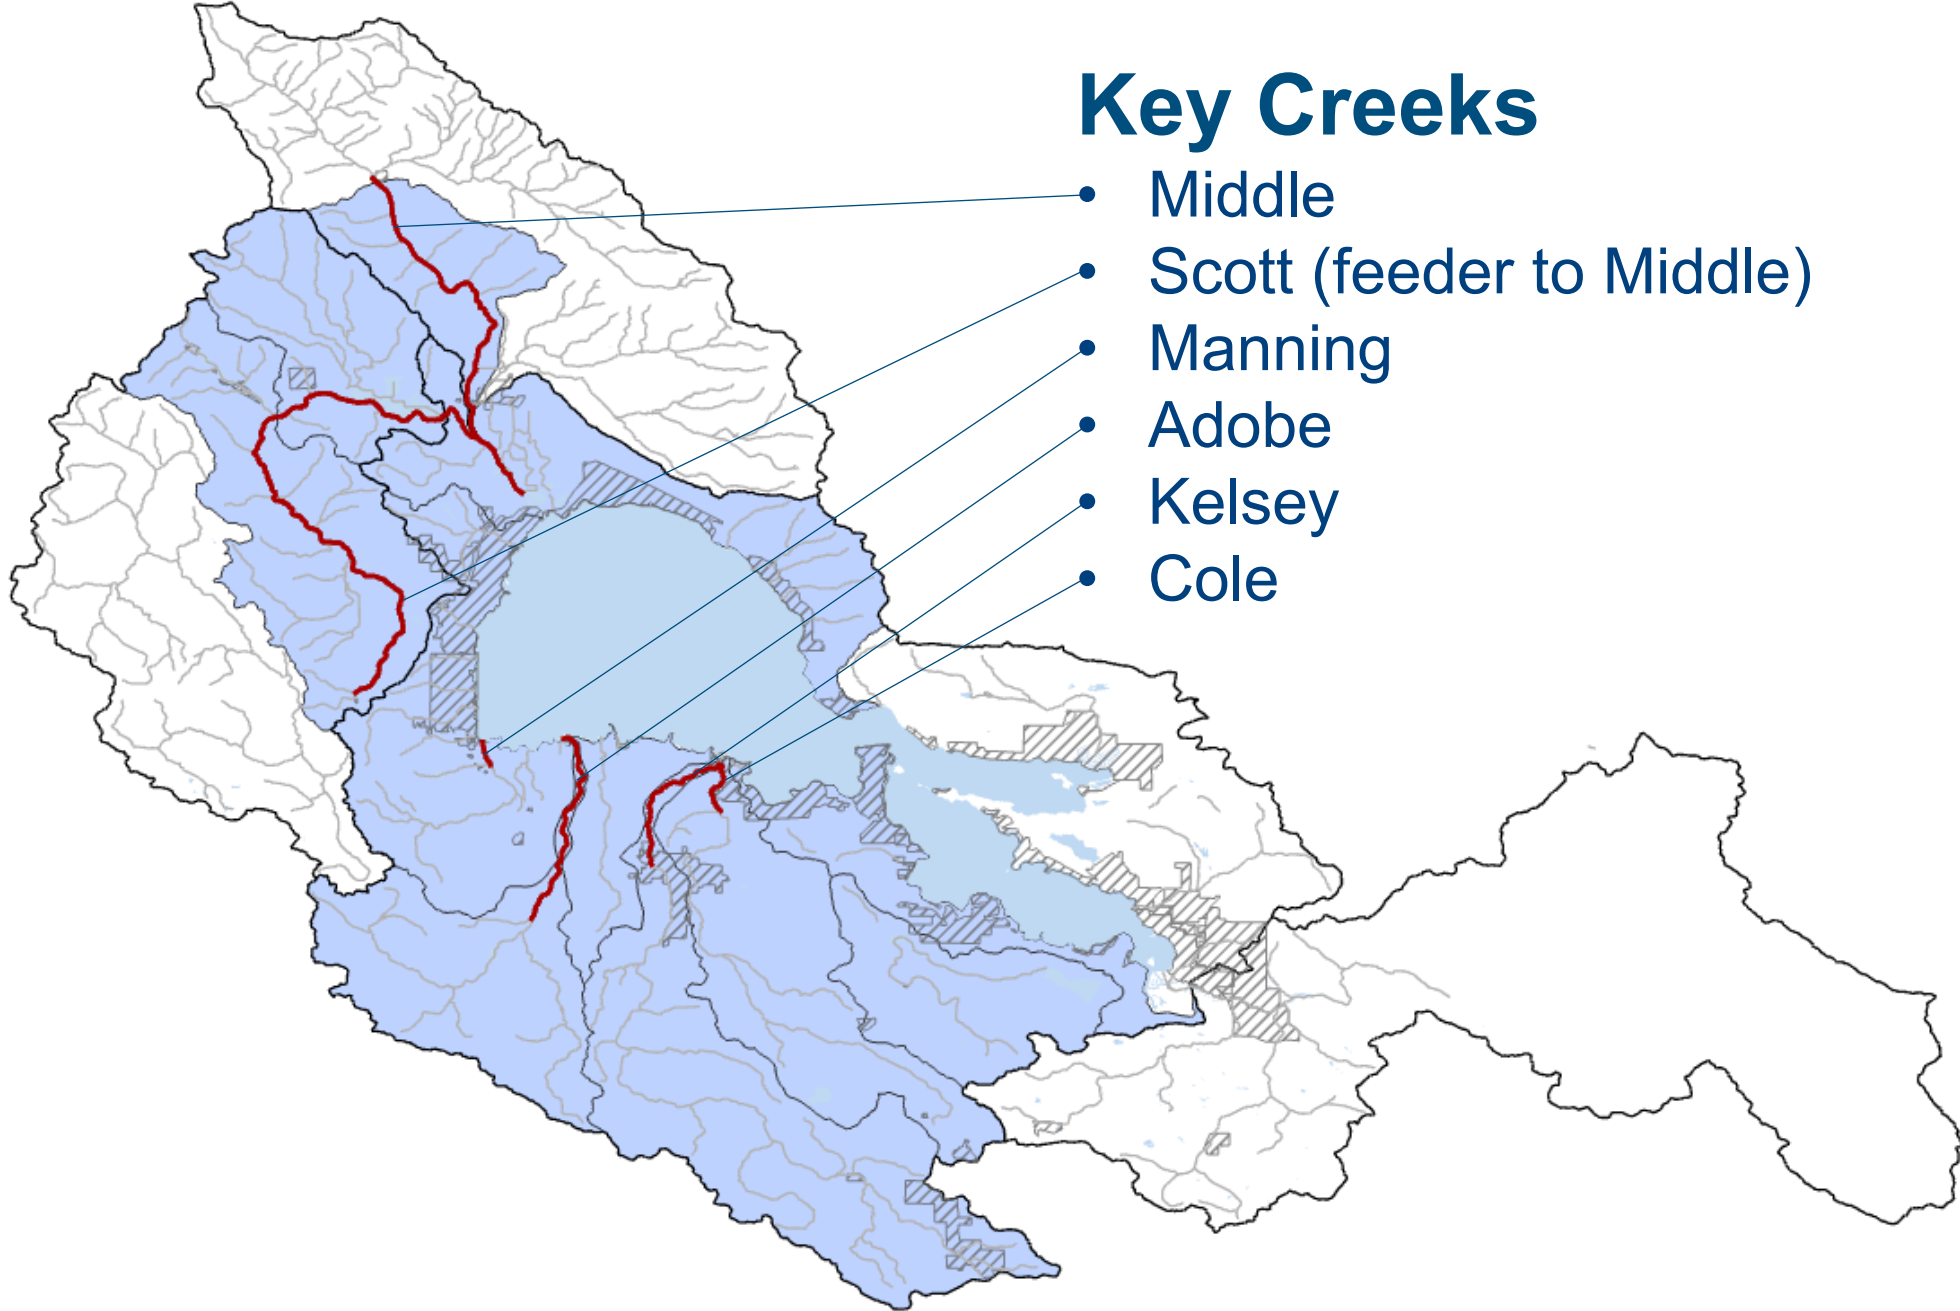 Key Creeks
• Middle
• Scott (feeder to Middle)
• Manning
• Adobe
• Kelsey
• Cole